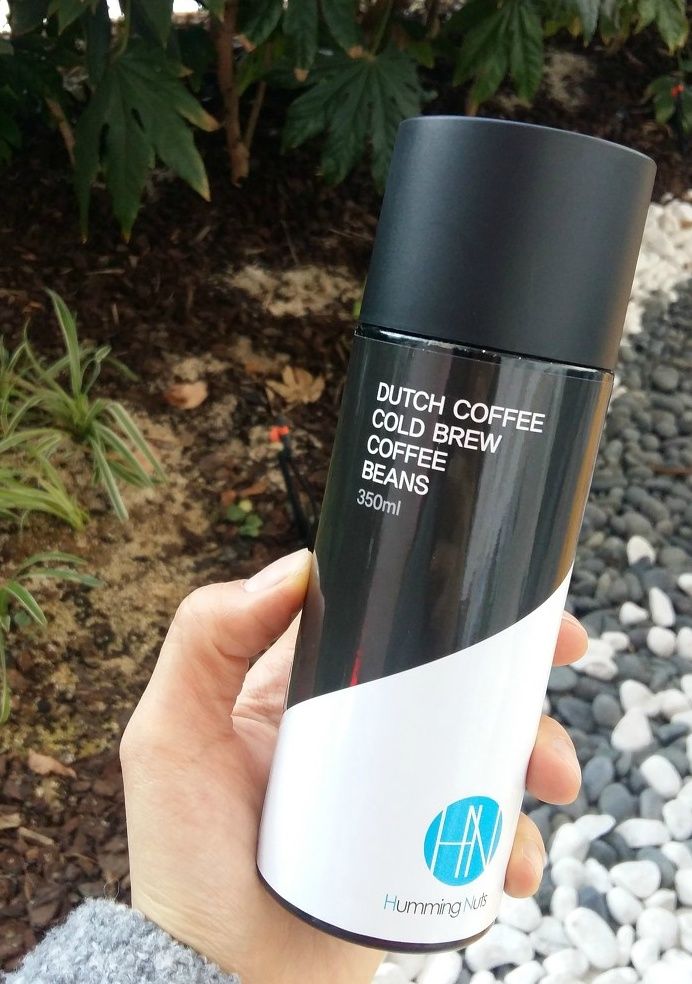 DUTCH COFFEE
COLD BREW
COFFEE
BEANS
350ml
HN
Humming Nuts